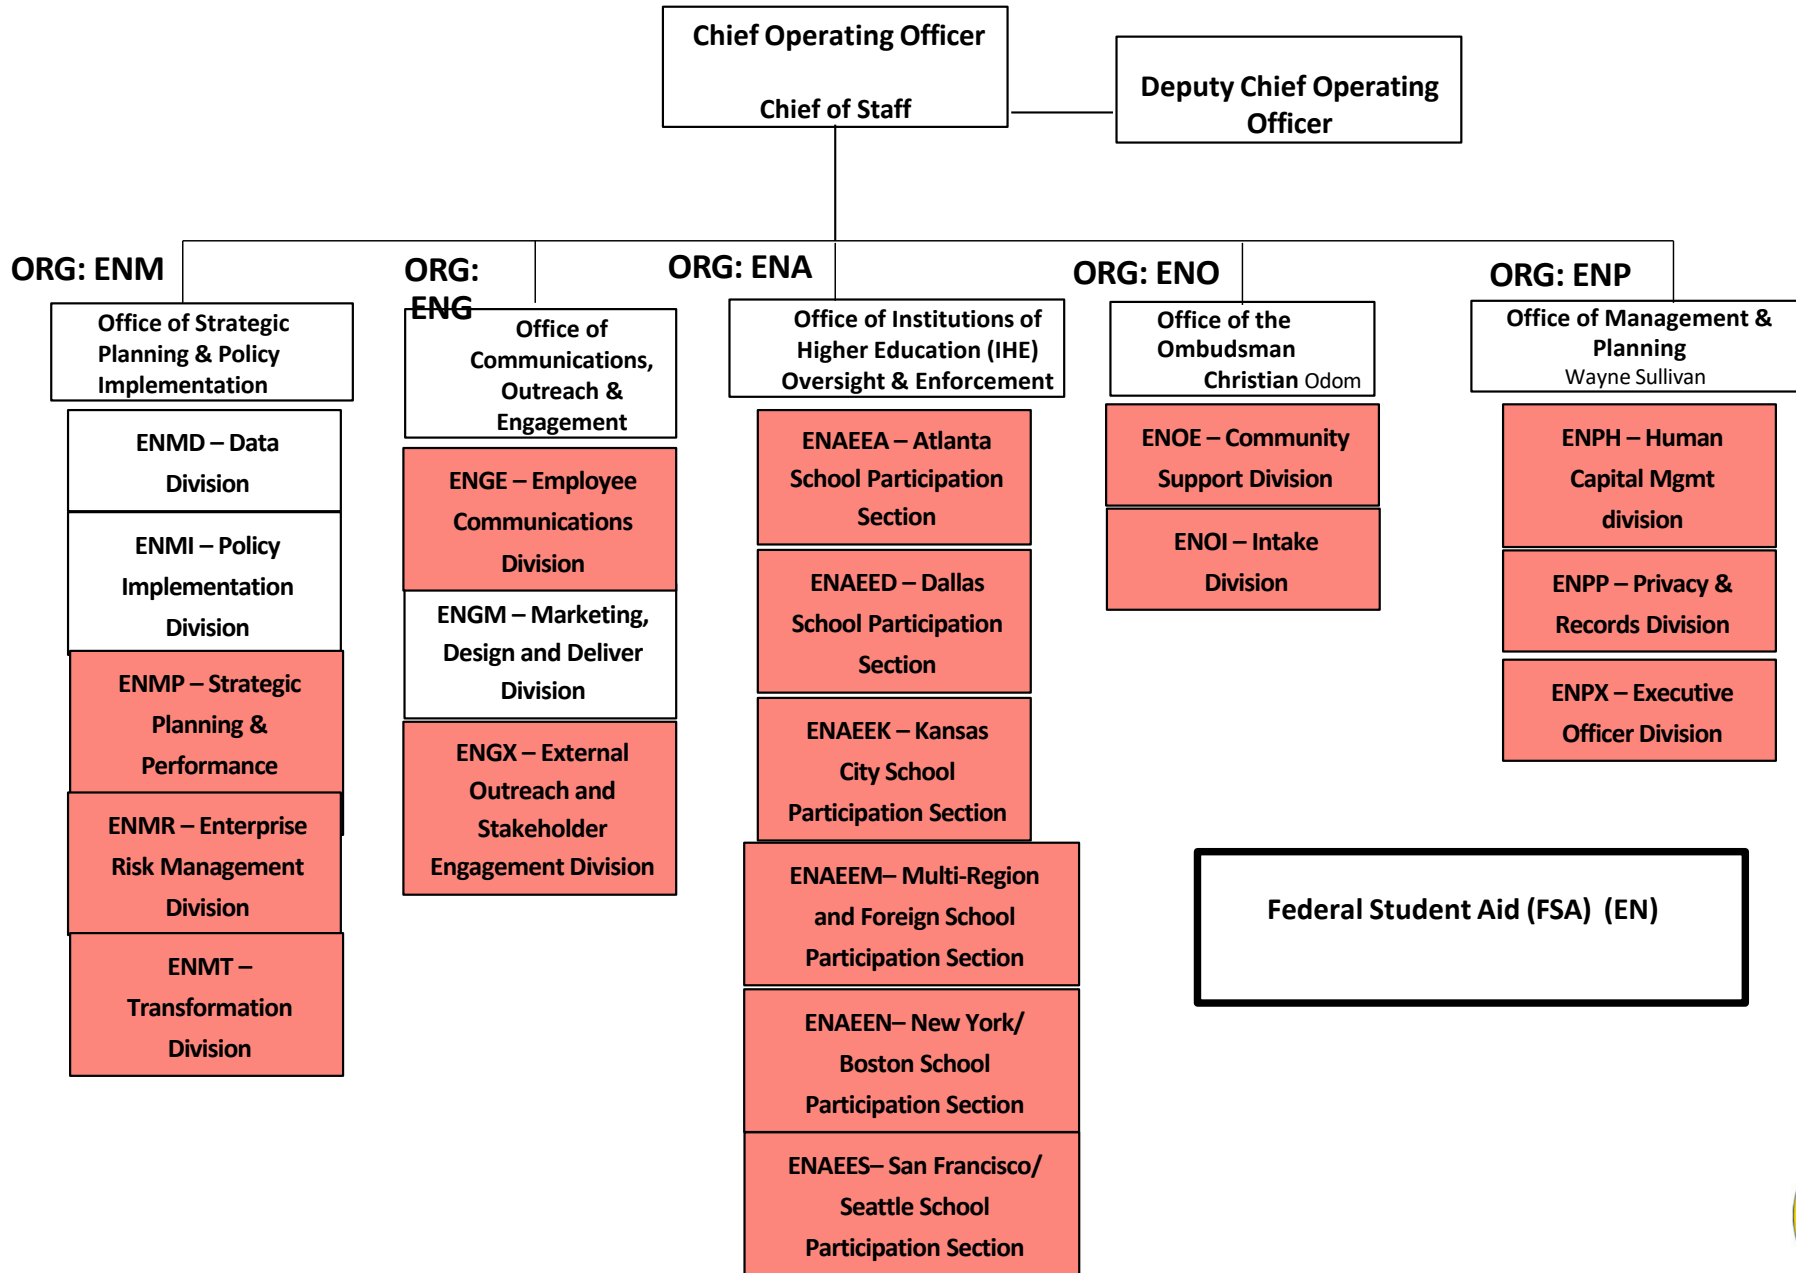 Chief Operating Officer
Chief of Staff
Deputy Chief Operating
Officer
ORG: ENM
Office of Strategic
Planning & Policy
Implementation
ENMD – Data
Division
ENMI – Policy
Implementation
Division
ENMP – Strategic
Planning &
Performance
ENMR – Enterprise
Risk Management
Division
ENMT –
Transformation
Division
ORG:
ENG
Office of
Communications,
Outreach &
Engagement
ENGE – Employee
Communications
Division
ENGM – Marketing,
Design and Deliver
Division
ENGX – External
Outreach and
Stakeholder
Engagement Division
ORG: ENA
Office of Institutions of
Higher Education (IHE)
Oversight & Enforcement
ENAEEA – Atlanta
School Participation
Section
ENAEED – Dallas
School Participation
Section
ENAEEK – Kansas
City School
Participation Section
ENAEEM– Multi-Region
and Foreign School
Participation Section
ENAEEN– New York/
Boston School
Participation Section
ENAEES– San Francisco/
Seattle School
Participation Section
ORG: ENO
Office of the
Ombudsman
Christian Odom
ENOE – Community
Support Division
ENOI – Intake
Division
ORG: ENP
Office of Management &
Planning
Wayne Sullivan
ENPH – Human
Capital Mgmt
division
ENPP – Privacy &
Records Division
ENPX – Executive
Officer Division
Federal Student Aid (FSA) (EN)